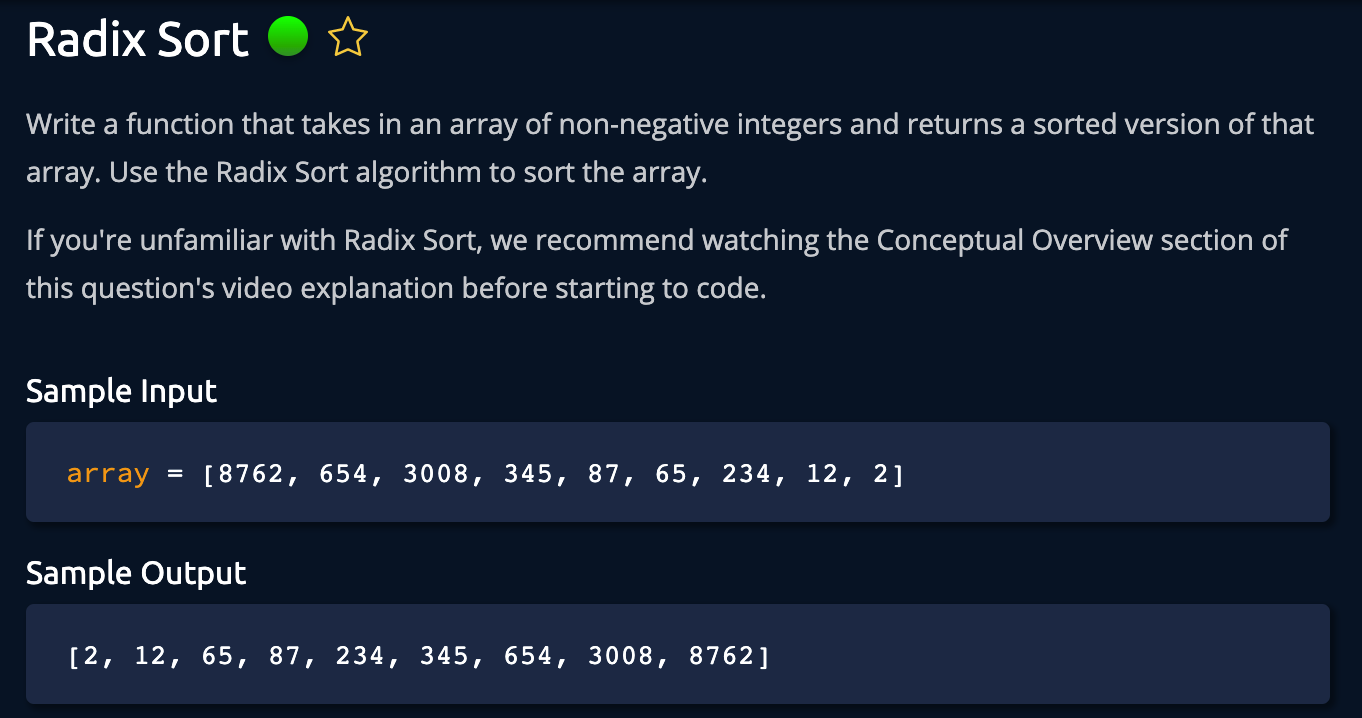 Radix Sort
Write a function that takes in an array of non-negative integers and returns a sorted version of that
array. Use the Radix Sort algorithm to sort the array.
If you're unfamiliar with Radix Sort, we recommend watching the Conceptual Overview section of
this question's video explanation before starting to code.
Sample Input
array = [8762, 654, 3008, 345, 87, 65, 234, 12, 2]
Sample Output
[2, 12, 65, 87, 234, 345, 654, 3008, 8762]